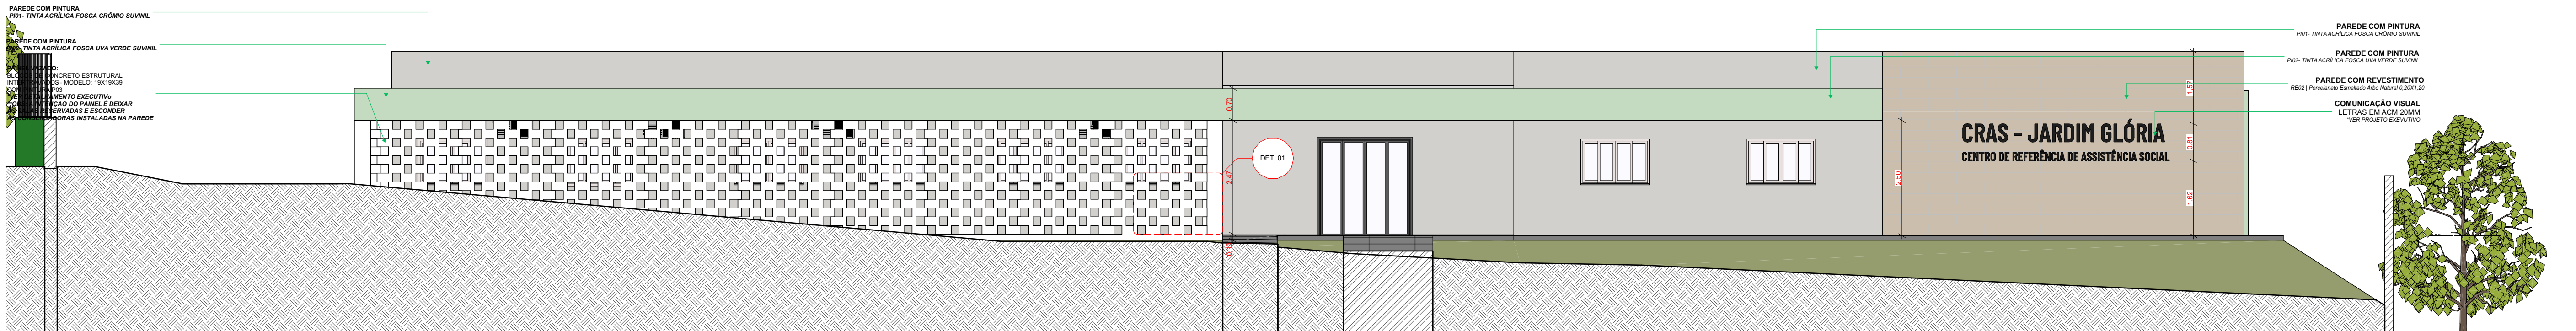 PAREDE COM PINTURA
PI01- TINTA ACRÍLICA FOSCA CRÔMIO SUVINIL
PAREDE COM PINTURA
TINTA ACRÍLICA FOSCA UVA VERDE SUVINIL
CONCRETO ESTRUTURAL
- MODELO: 19X19X39
EXECUTIVo
DO PAINEL É DEIXAR
RESERVADAS E ESCONDER
INSTALADAS NA PAREDE
0,70
2,47
0,13
DET. 01
2,50
CRAS - JARDIM GLÓRIA
CENTRO DE REFERÊNCIA DE ASSISTÊNCIA SOCIAL
1,57
0,81
1,62
PAREDE COM PINTURA
PI01- TINTA ACRÍLICA FOSCA CRÔMIO SUVINIL
PAREDE COM PINTURA
PI02- TINTA ACRÍLICA FOSCA UVA VERDE SUVINIL
PAREDE COM REVESTIMENTO
RE02 | Porcelanato Esmaltado Arbo Natural 0,20X1,20
COMUNICAÇÃO VISUAL
LETRAS EM ACM 20MM
*VER PROJETO EXEVUTIVO